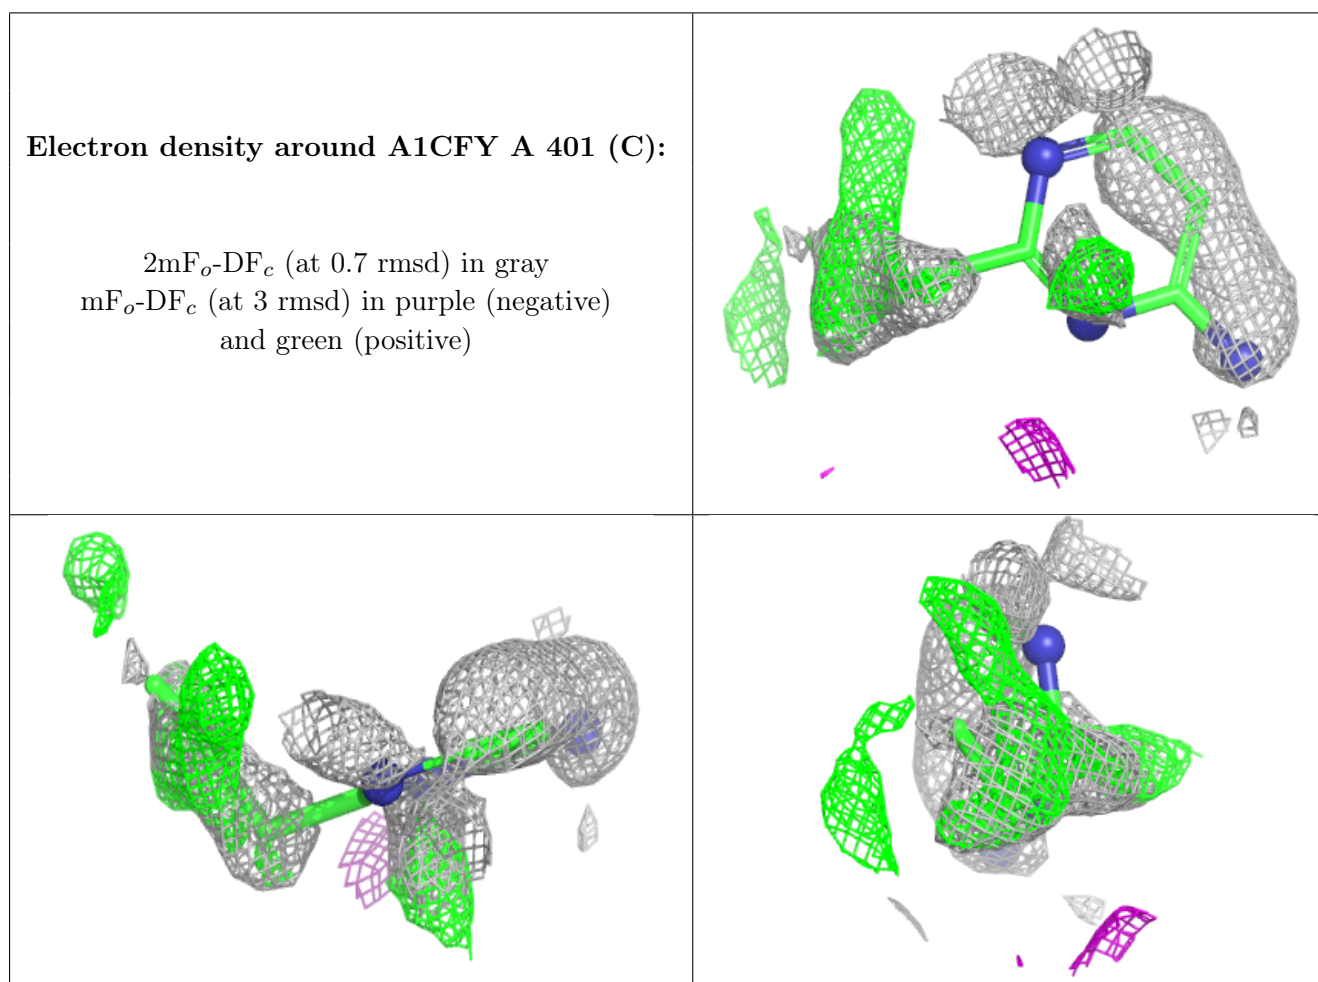 Electron density around A1CFY A 401 (C):
2mFo-DFc (at 0.7 rmsd) in gray
mFo-DFc (at 3 rmsd) in purple (negative)
and green (positive)